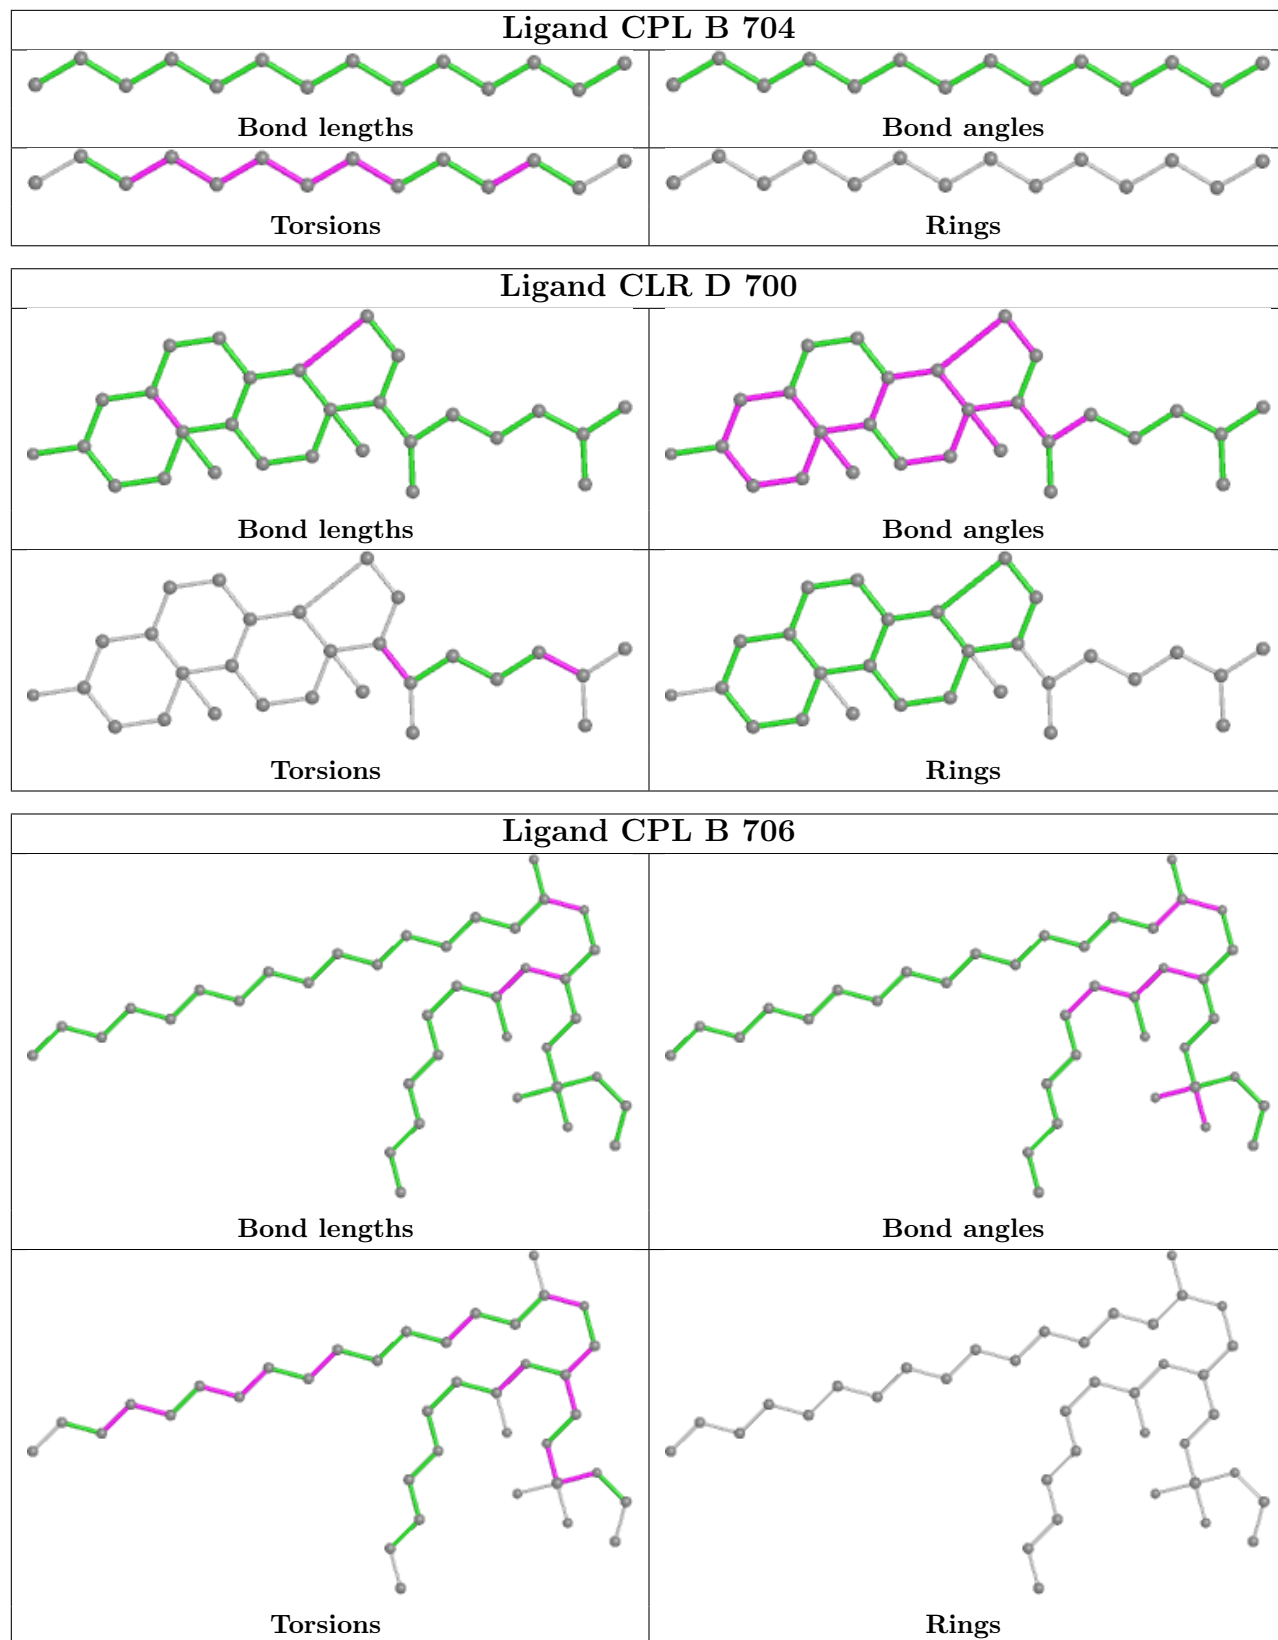 Ligand CPL B 704
Bond lengths
Bond angles
Torsions
Rings
Ligand CLR D 700
Bond lengths
Bond angles
Torsions
Rings
Ligand CPL B 706
Bond lengths
Bond angles
Torsions
Rings